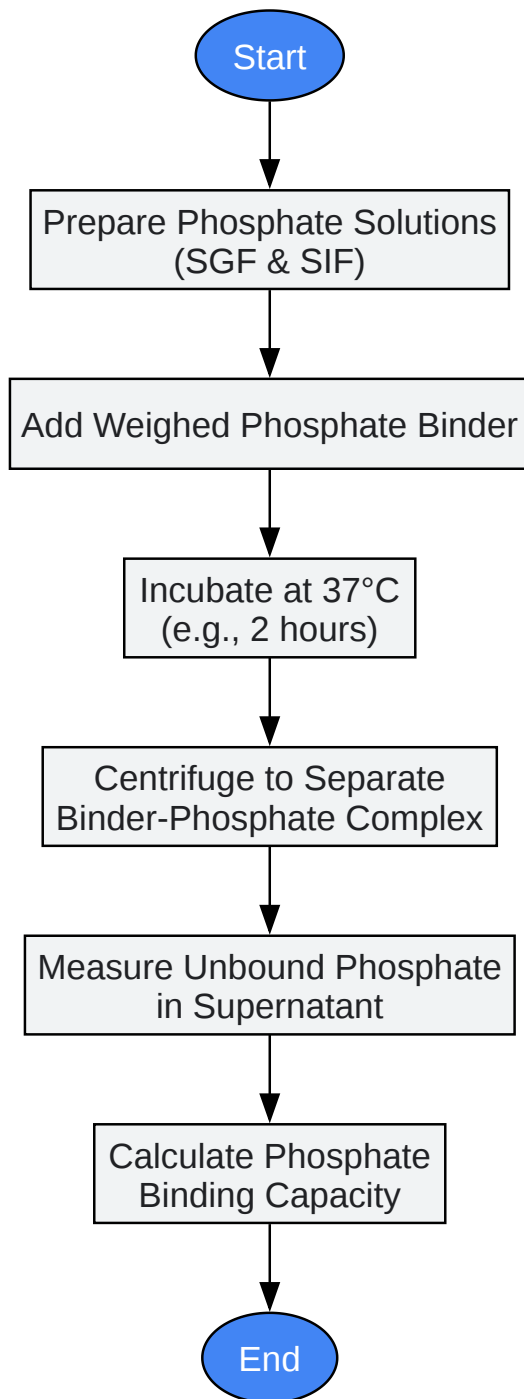 Start
Prepare Phosphate Solutions
(SGF & SIF)
Add Weighed Phosphate Binder
Incubate at 37°C
(e.g., 2 hours)
Centrifuge to Separate
Binder-Phosphate Complex
Measure Unbound Phosphate
in Supernatant
Calculate Phosphate
Binding Capacity
End